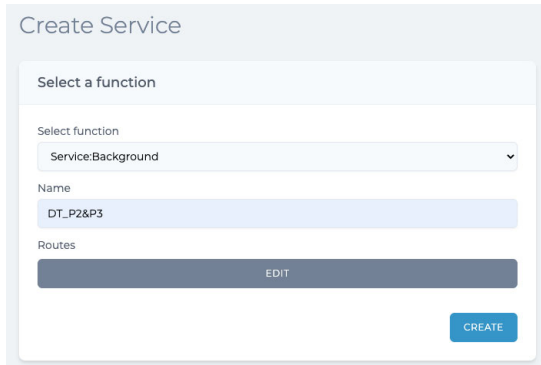 Create Service
Select a function
Select function
Service:Background
Name
DT_P2&P3
Routes
EDIT
CREATE